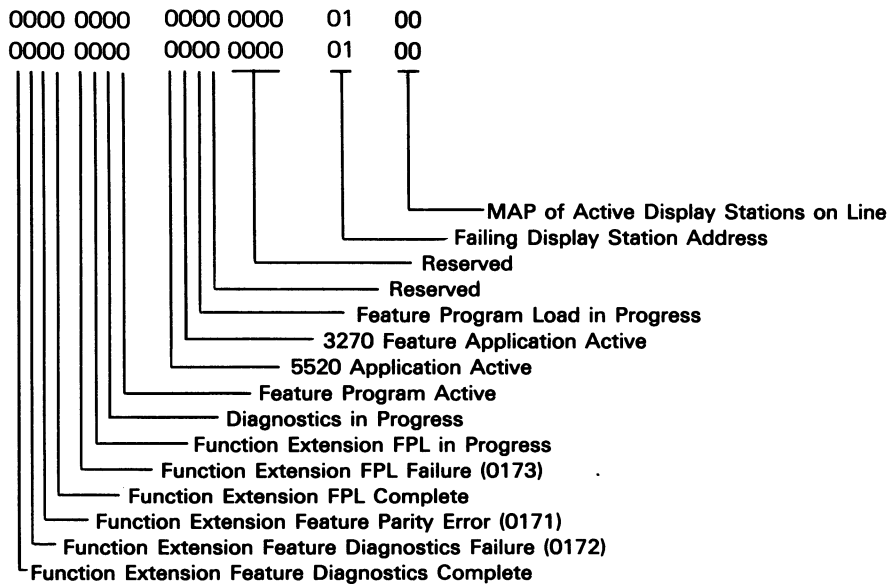 0000 0000 0000 0000 01 00
0000 0000 0000 0000 01 00
MAP of Active Display Stations on Line
Failing Display Station Address
Reserved
Reserved
Feature Program Load in Progress
3270 Feature Application Active
5520 Application Active
Feature Program Active
Diagnostics in Progress
Function Extension FPL in Progress
Function Extension FPL Failure (0173)
Function Extension FPL Complete
Function Extension Feature Parity Error (0171)
Function Extension Feature Diagnostics Failure (0172)
Function Extension Feature Diagnostics Complete